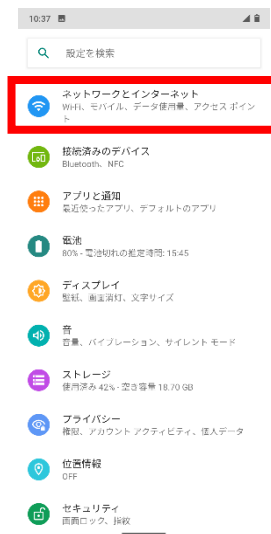 10:37
設定を検索
ネットワークとインターネット
Wi-Fi、モバイル、データ使用量、アクセス ポイン
ト
接続済みのデバイス
Bluetooth、NFC
アプリと通知
最近使ったアプリ、デフォルトのアプリ
電池
80% - 電池切れの推定時間: 15:45
ディスプレイ
壁紙、画面消灯、文字サイズ
音
音量、バイブレーション、サイレント モード
ストレージ
使用済み 42% - 空き容量 18.70 GB
プライバシー
権限、アカウント アクティビティ、個人データ
位置情報
OFF
セキュリティ
画面ロック、指紋